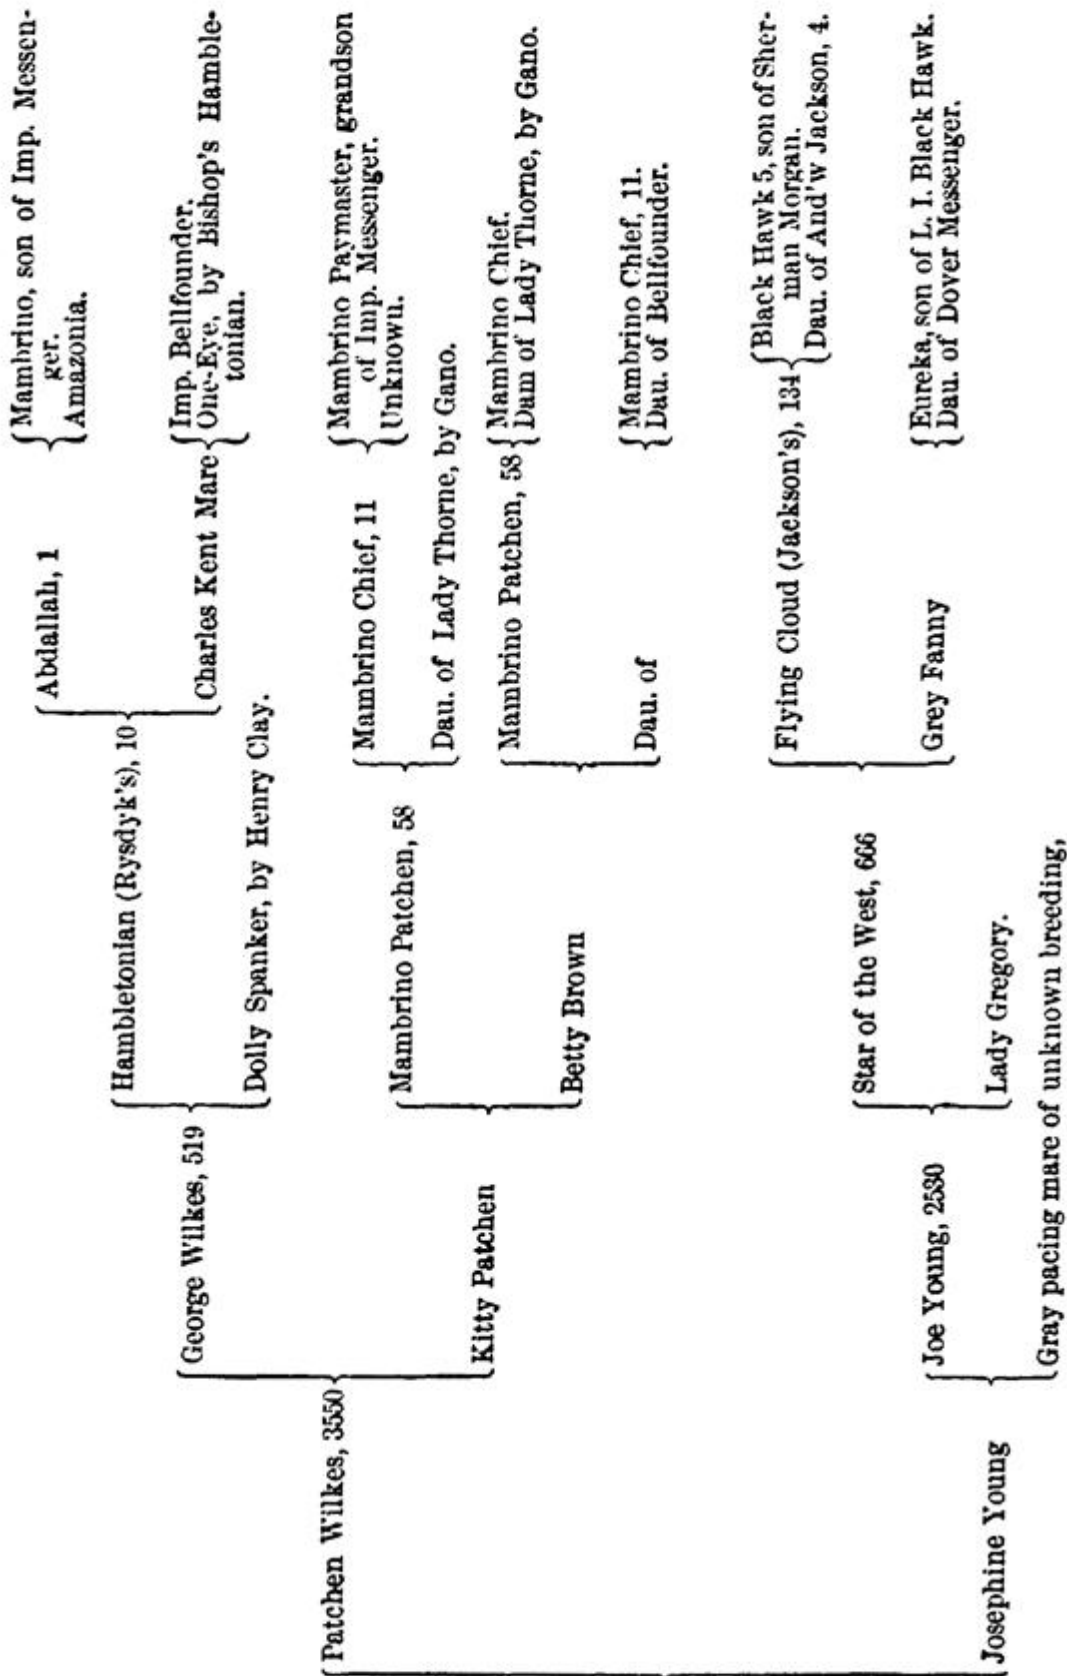 Patchen Wilkes, 3550
Josephine Young
George Wilkes, 519
Kitty Patchen
Joe Young, 2530
Gray pacing mare of unknown breeding,
Hambletonian (Rysdyk's), 10
Dolly Spanker, by Henry Clay.
Mambrino Patchen, 58
Betty Brown
Star of the West, 666
Lady Gregory.
Abdallah, 1
Charles Kent Mare
Mambrino Chief, 11
Dau. of Lady Thorne, by Gano.
Mambrino Patchen, 58
Dau. of
Flying Cloud (Jackson's), 134
Grey Fanny
Mambrino, son of Imp. Messen-
ger.
Amazonia.
Imp. Bellfounder.
One-Eye, by Bishop's Hamble-
tonian.
Mambrino Paymaster, grandson
of Imp. Messenger.
Unknown.
Mambrino Chief.
Dam of Lady Thorne, by Gano.
Mambrino Chief, 11.
Dau. of Bellfounder.
Black Hawk 5, son of Sher-
man Morgan.
Dau. of And'w Jackson, 4.
Eureka, son of L. I. Black Hawk.
Dau. of Dover Messenger.